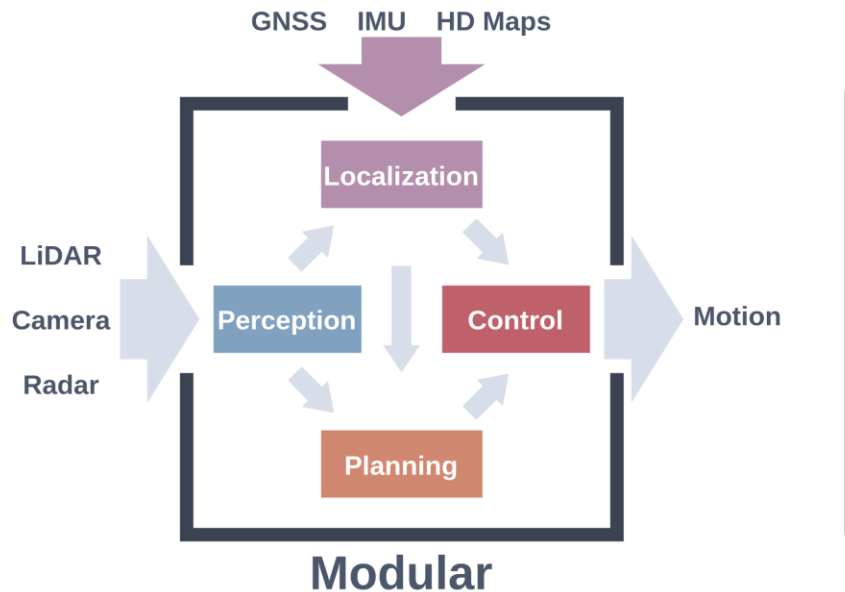 GNSS IMU HD Maps
Localization
LiDAR
Camera
Radar
Perception
Control
Motion
Planning
Modular